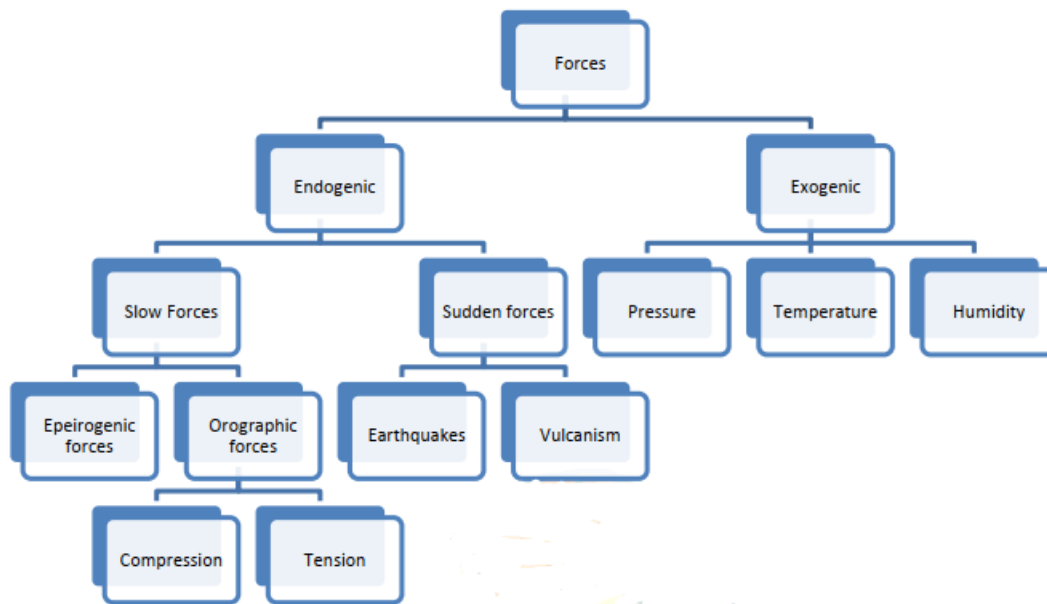 Forces
Endogenic
Exogenic
Slow Forces
Sudden forces
Pressure
Temperature
Humidity
Epeirogenic
forces
Orographic
forces
Earthquakes
Vulcanism
Compression
Tension